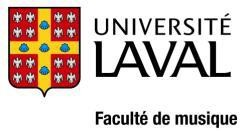 UNIVERSITÉ
LAVAL
Faculté de musique